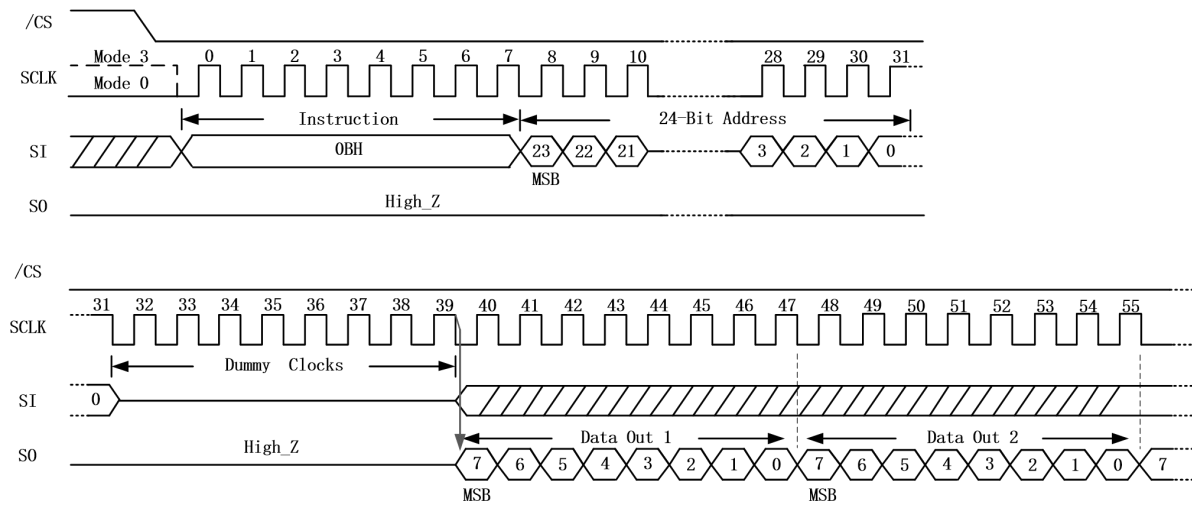 /CS
Mode 3 0 1 2 3 4 5 6 7 8 9 10 28 29 30 31
SCLK
Mode 0
Instruction 24-Bit Address
SI 0BH 23 22 21 3 2 1 0
MSB
High_Z
SO
/CS
31 32 33 34 35 36 37 38 39 40 41 42 43 44 45 46 47 48 49 50 51 52 53 54 55
SCLK
Dummy Clocks
SI 0
Data Out 1 Data Out 2
High_Z
SO 7 6 5 4 3 2 1 0 7 6 5 4 3 2 1 0 7
MSB MSB